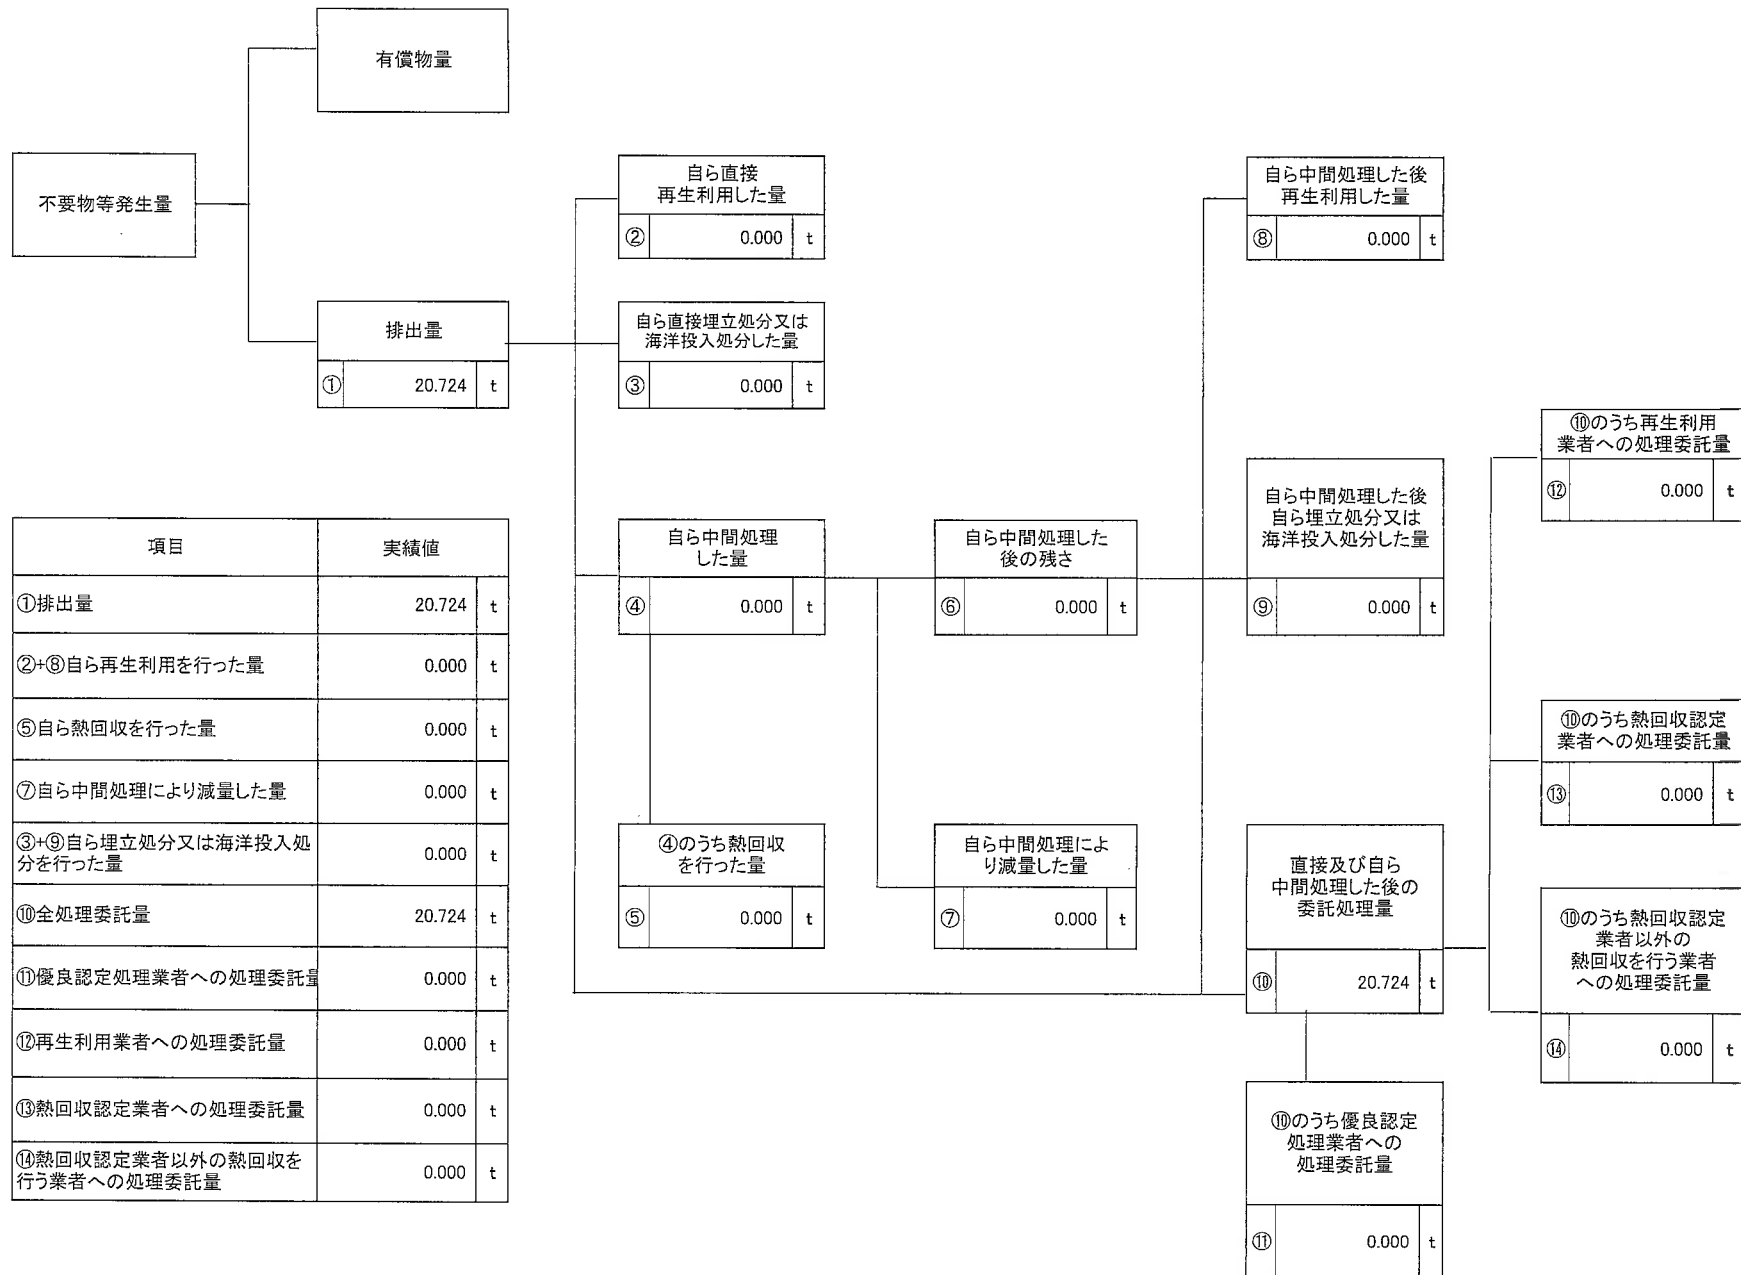 有償物量
不要物等発生量
排出量
① 20.724 t
自ら直接
再生利用した量
② 0.000 t
自ら直接埋立処分又は
海洋投入処分した量
③ 0.000 t
自ら中間処理
した量
④ 0.000 t
④のうち熱回収
を行った量
⑤ 0.000 t
自ら中間処理した
後の残さ
⑥ 0.000 t
自ら中間処理によ
り減量した量
⑦ 0.000 t
自ら中間処理した後
再生利用した量
⑧ 0.000 t
自ら中間処理した後
自ら埋立処分又は
海洋投入処分した量
⑨ 0.000 t
直接及び自ら
中間処理した後の
委託処理量
⑩ 20.724 t
⑩のうち優良認定
処理業者への
処理委託量
⑪ 0.000 t
⑩のうち再生利用
業者への処理委託量
⑫ 0.000 t
⑩のうち熱回収認定
業者への処理委託量
⑬ 0.000 t
⑩のうち熱回収認定
業者以外の
熱回収を行う業者
への処理委託量
⑭ 0.000 t
項目 実績値
①排出量 20.724 t
②+⑧自ら再生利用を行った量 0.000 t
⑤自ら熱回収を行った量 0.000 t
⑦自ら中間処理により減量した量 0.000 t
③+⑨自ら埋立処分又は海洋投入処
分を行った量 0.000 t
⑩全処理委託量 20.724 t
⑪優良認定処理業者への処理委託量 0.000 t
⑫再生利用業者への処理委託量 0.000 t
⑬熱回収認定業者への処理委託量 0.000 t
⑭熱回収認定業者以外の熱回収を
行う業者への処理委託量 0.000 t